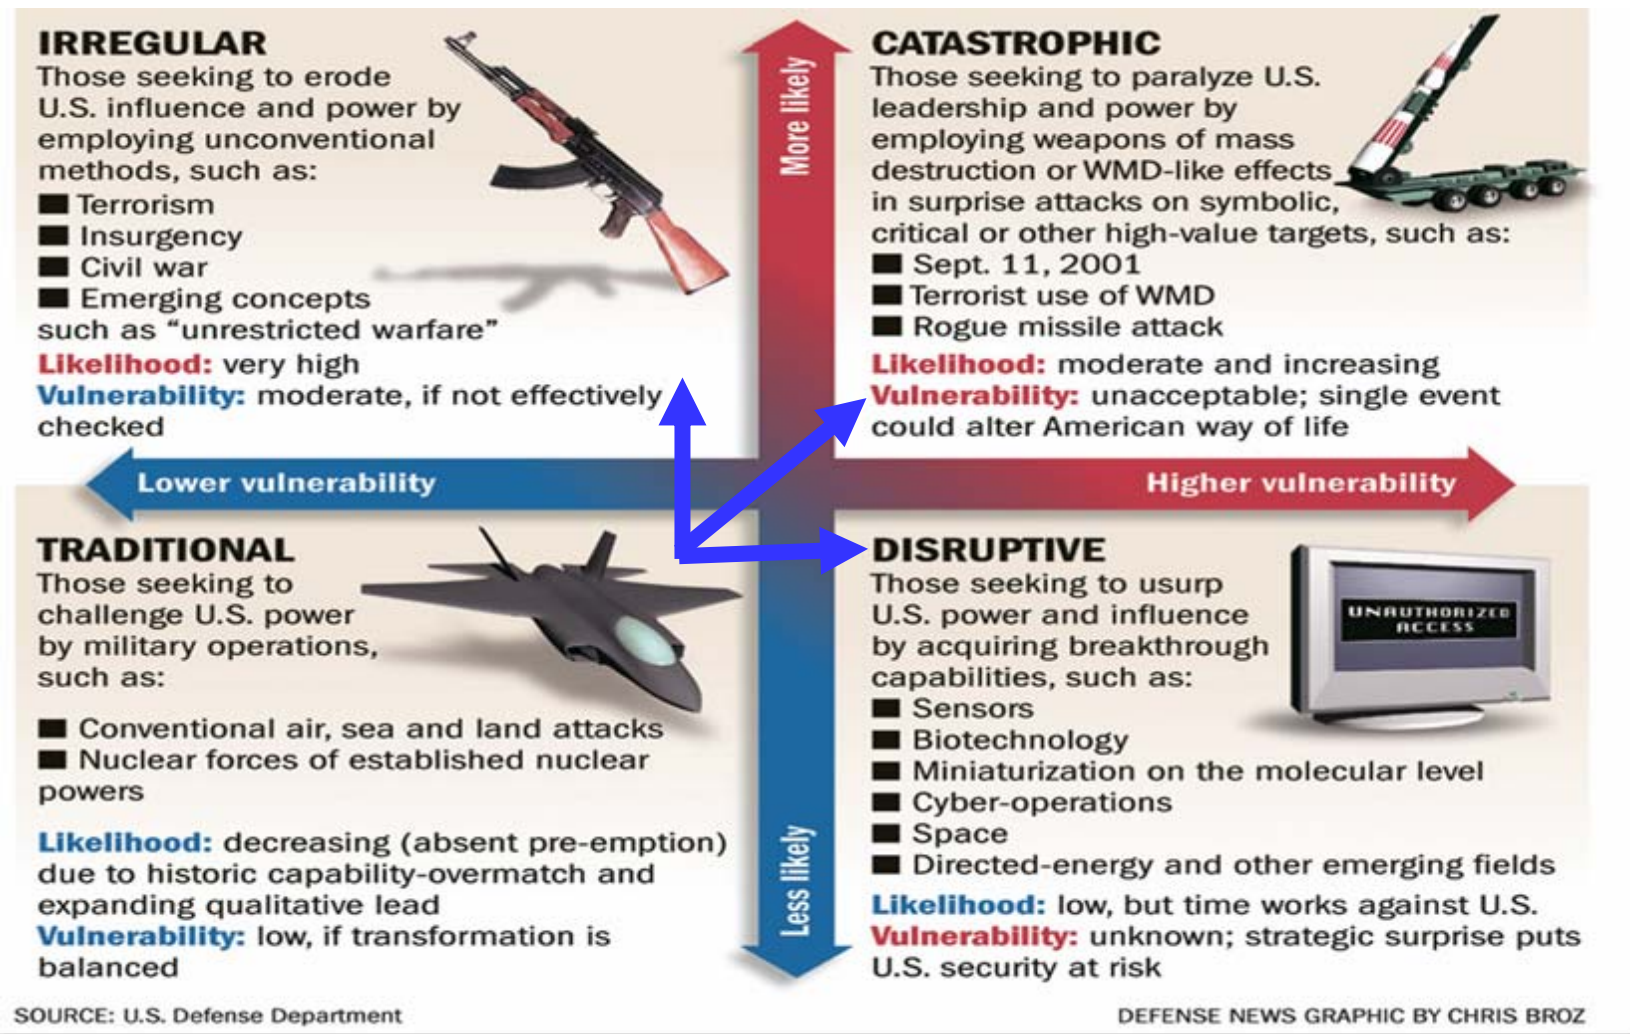 IRREGULAR
Those seeking to erode
U.S. influence and power by
employing unconventional
methods, such as:
■ Terrorism
■ Insurgency
■ Civil war
■ Emerging concepts
such as “unrestricted warfare”
Likelihood: very high
Vulnerability: moderate, if not effectively
checked
More likely
CATASTROPHIC
Those seeking to paralyze U.S.
leadership and power by
employing weapons of mass
destruction or WMD-like effects
in surprise attacks on symbolic,
critical or other high-value targets, such as:
■ Sept. 11, 2001
■ Terrorist use of WMD
■ Rogue missile attack
Likelihood: moderate and increasing
Vulnerability: unacceptable; single event
could alter American way of life
Lower vulnerability
Higher vulnerability
TRADITIONAL
Those seeking to
challenge U.S. power
by military operations,
such as:
■ Conventional air, sea and land attacks
■ Nuclear forces of established nuclear
powers
Likelihood: decreasing (absent pre-emption)
due to historic capability-overmatch and
expanding qualitative lead
Vulnerability: low, if transformation is
balanced
Less likely
DISRUPTIVE
Those seeking to usurp
U.S. power and influence
by acquiring breakthrough
capabilities, such as:
■ Sensors
■ Biotechnology
■ Miniaturization on the molecular level
■ Cyber-operations
■ Space
■ Directed-energy and other emerging fields
Likelihood: low, but time works against U.S.
Vulnerability: unknown; strategic surprise puts
U.S. security at risk
UNAUTHORIZED
ACCESS
SOURCE: U.S. Defense Department
DEFENSE NEWS GRAPHIC BY CHRIS BROZ